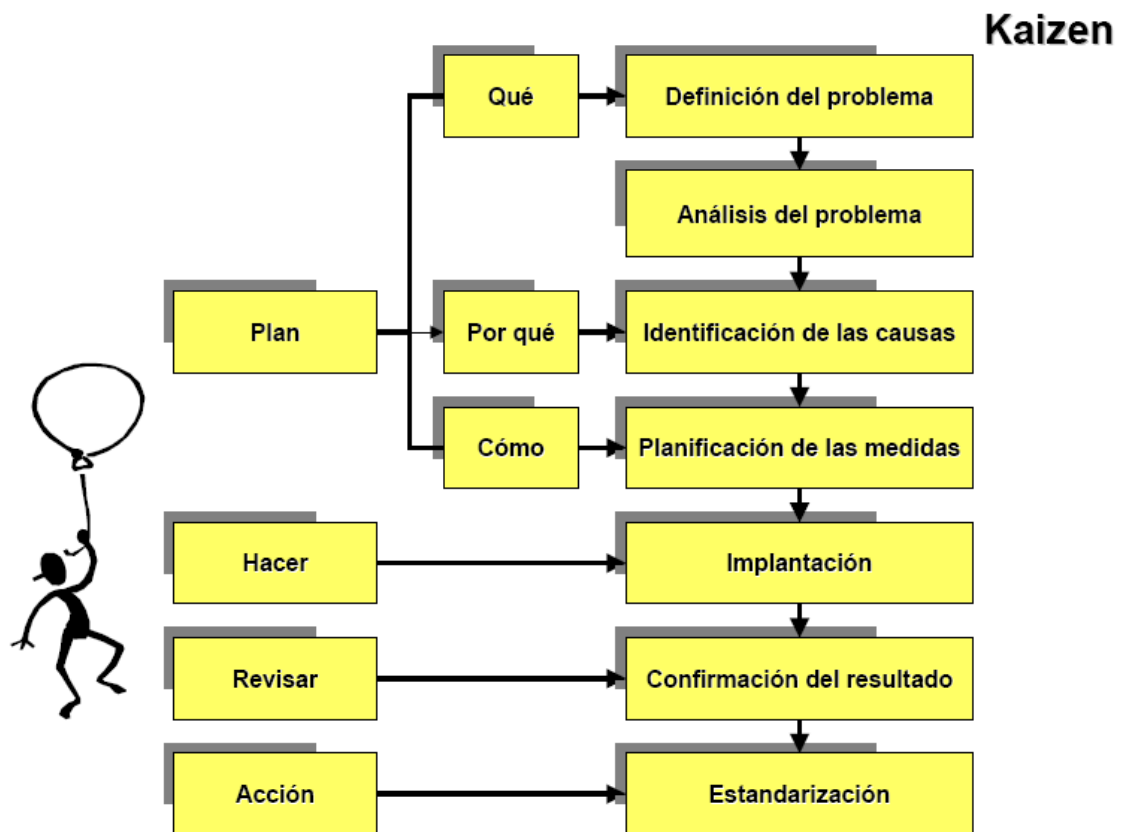 Kaizen
Qué
Definición del problema
Análisis del problema
Plan
Por qué
Identificación de las causas
Cómo
Planificación de las medidas
Hacer
Implantación
Revisar
Confirmación del resultado
Acción
Estandarización